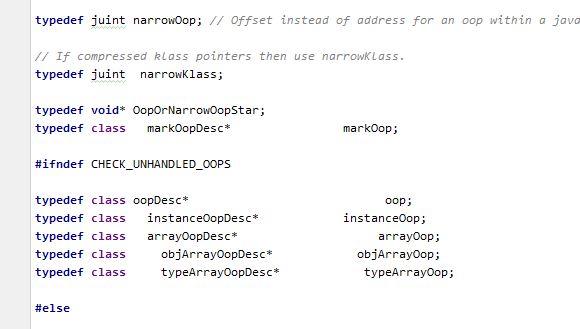 typedef juint narrowOop; // Offset instead of address for an oop within a java
// If compressed klass pointers then use narrowKlass.
typedef juint  narrowKlass;
typedef void* OopOrNarrowOopStar;
typedef class   markOopDesc*                markOop;
#ifndef CHECK_UNHANDLED_OOPS
typedef class oopDesc*                            oop;
typedef class   instanceOopDesc*            instanceOop;
typedef class   arrayOopDesc*                    arrayOop;
typedef class     objArrayOopDesc*            objArrayOop;
typedef class     typeArrayOopDesc*            typeArrayOop;
#else